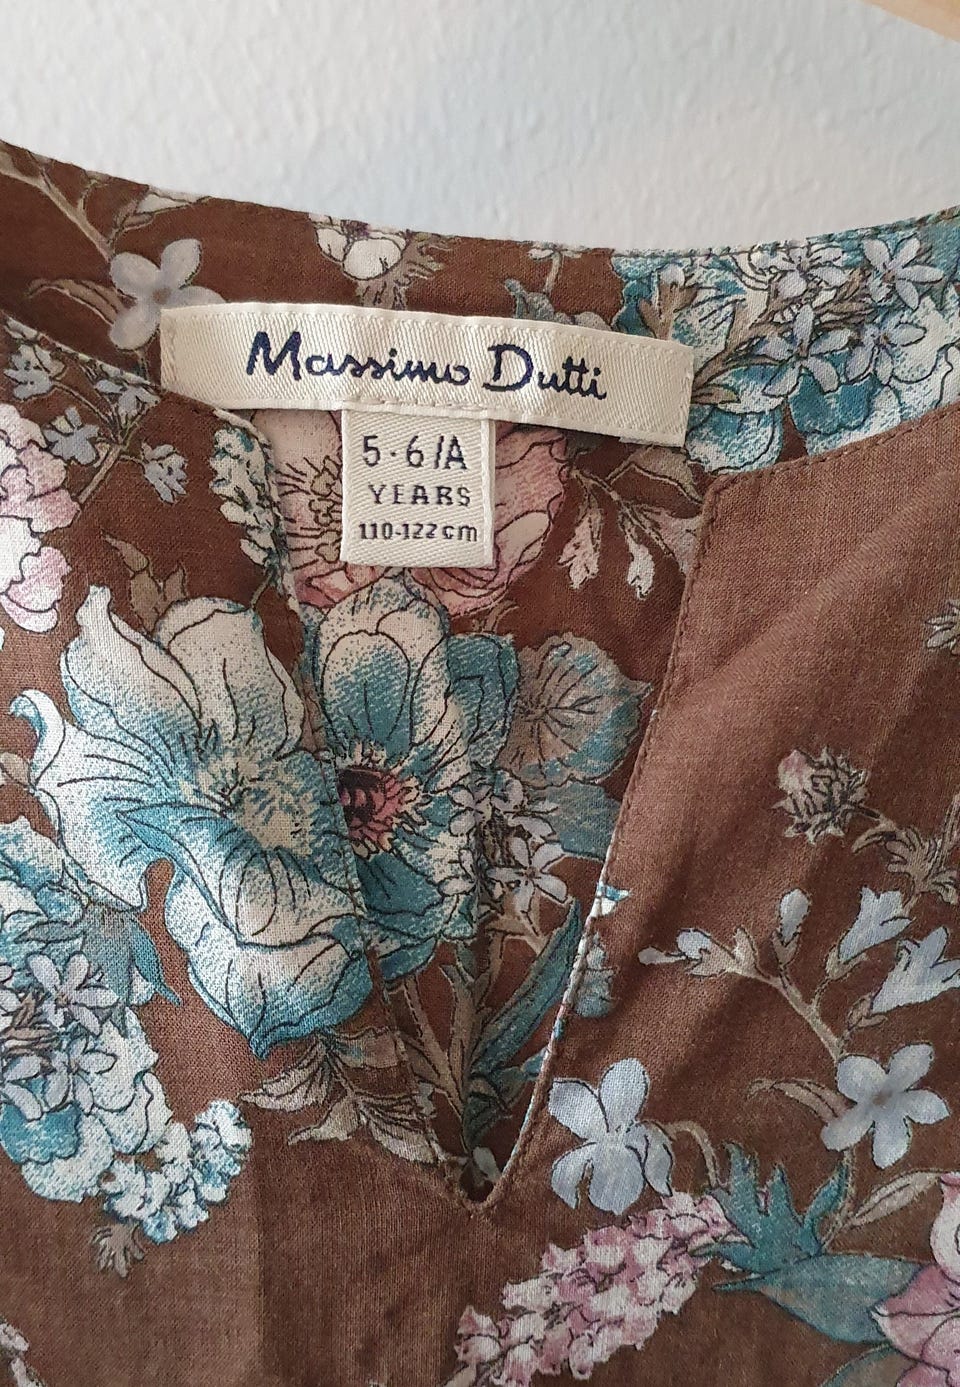 Massimo Dutti
5-6/A
YEARS
110-122 cm